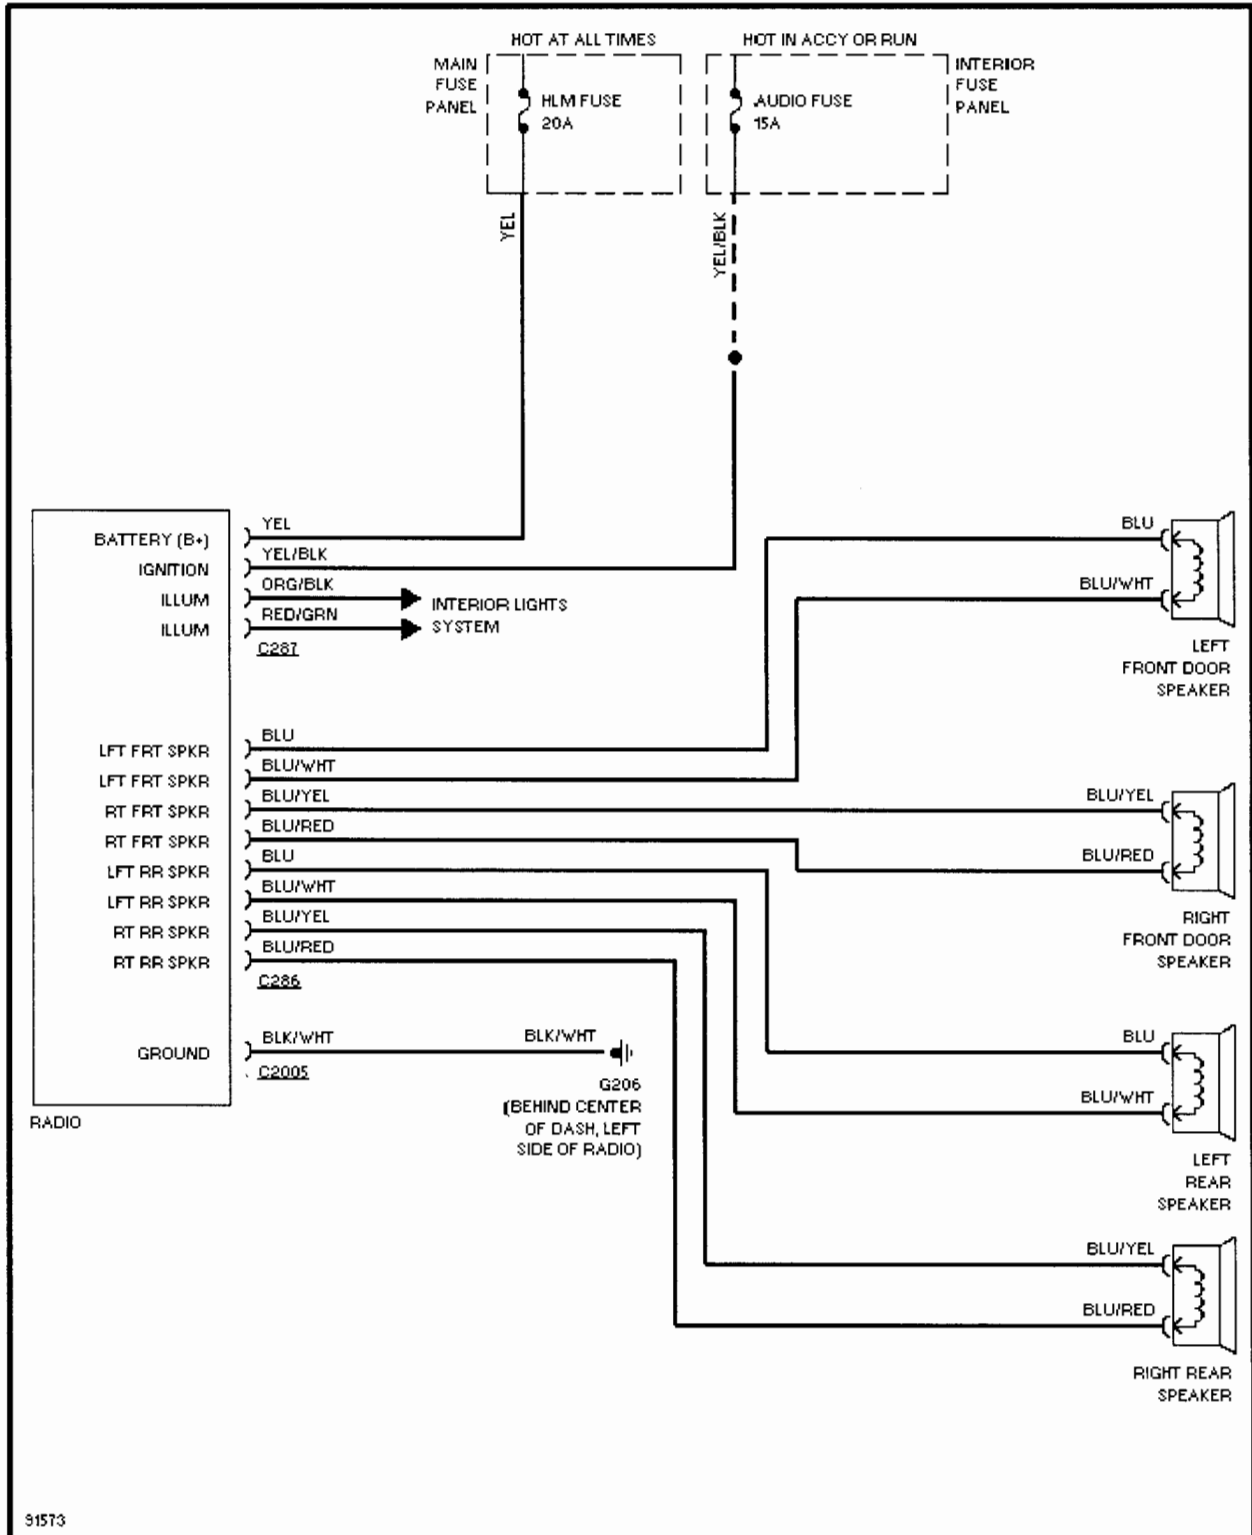 HOT AT ALL TIMES
HOT IN ACCY OR RUN
MAIN
FUSE
PANEL
HLM FUSE
20A
AUDIO FUSE
15A
INTERIOR
FUSE
PANEL
YEL
YEL/BLK
BATTERY (B+)
YEL
IGNITION
YEL/BLK
ILLUM
ORG/BLK
ILLUM
RED/GRN
INTERIOR LIGHTS
SYSTEM
C287
LFT FRT SPKR
BLU
LFT FRT SPKR
BLU/WHT
RT FRT SPKR
BLU/YEL
RT FRT SPKR
BLU/RED
LFT RR SPKR
BLU
LFT RR SPKR
BLU/WHT
RT RR SPKR
BLU/YEL
RT RR SPKR
BLU/RED
C286
GROUND
BLK/WHT
BLK/WHT
C2005
G206
(BEHIND CENTER
OF DASH, LEFT
SIDE OF RADIO)
RADIO
BLU
BLU/WHT
LEFT
FRONT DOOR
SPEAKER
BLU/YEL
BLU/RED
RIGHT
FRONT DOOR
SPEAKER
BLU
BLU/WHT
LEFT
REAR
SPEAKER
BLU/YEL
BLU/RED
RIGHT REAR
SPEAKER
91573